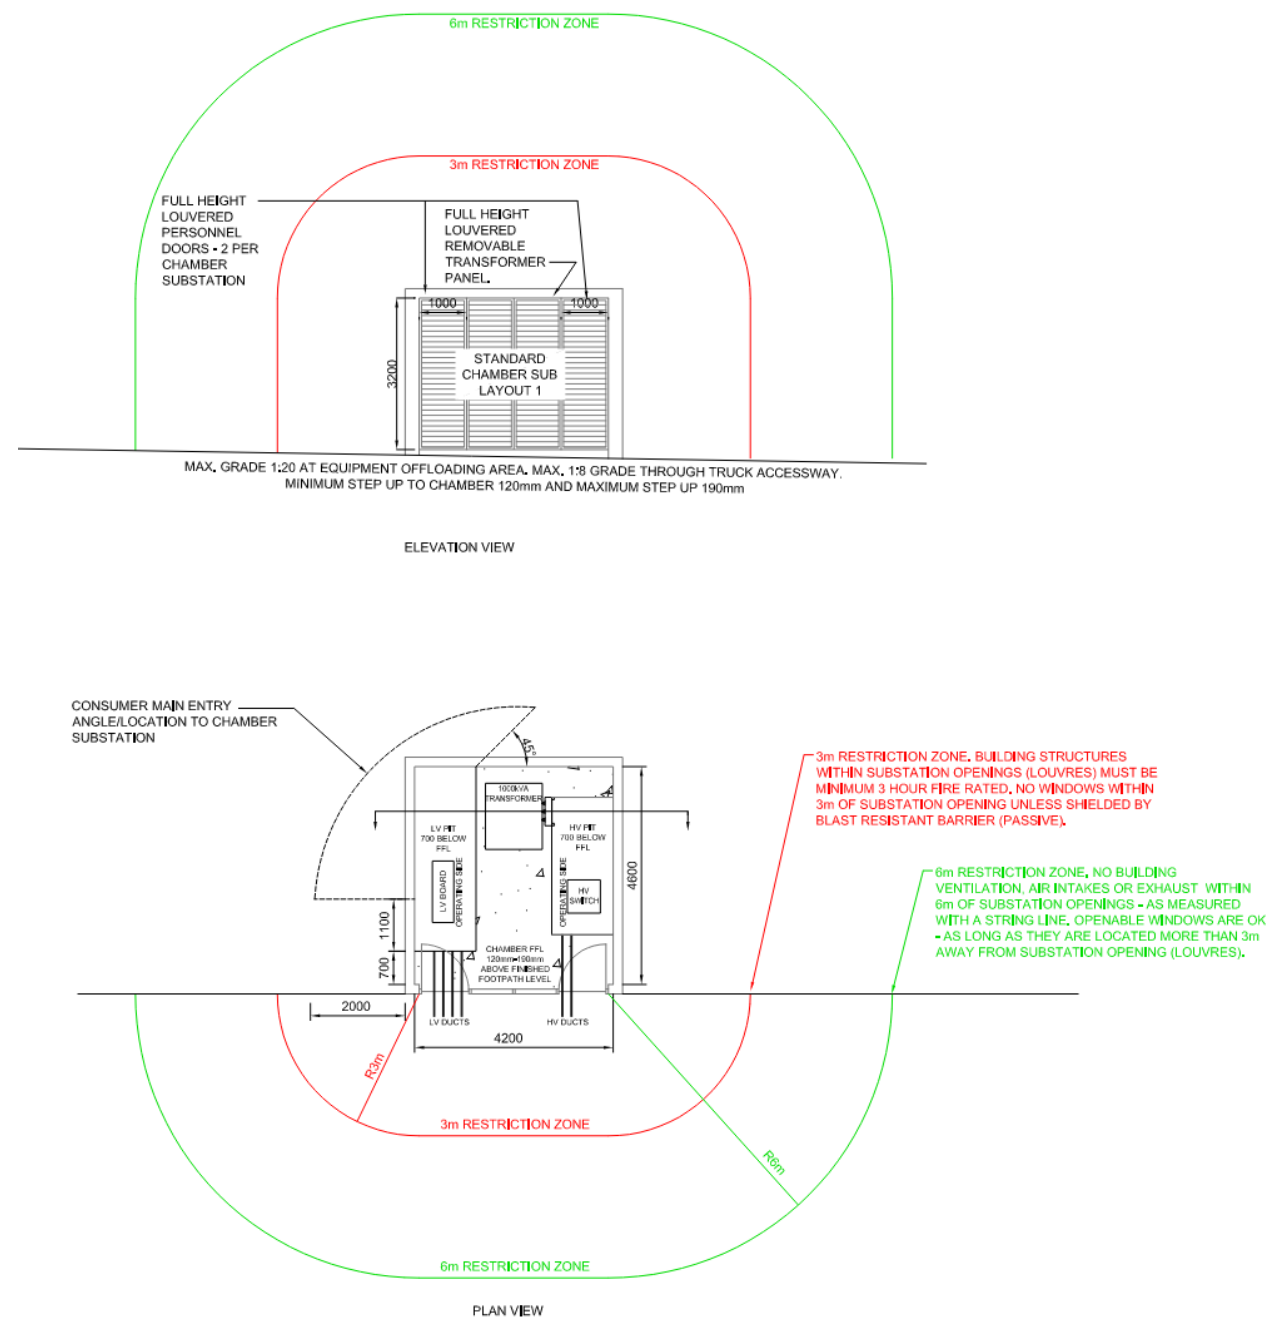 6m RESTRICTION ZONE
3m RESTRICTION ZONE
FULL HEIGHT
LOUVERED
PERSONNEL
DOORS - 2 PER
CHAMBER
SUBSTATION
FULL HEIGHT
LOUVERED
REMOVABLE
TRANSFORMER
PANEL.
1000
1000
3200
STANDARD
CHAMBER SUB
LAYOUT 1
MAX. GRADE 1:20 AT EQUIPMENT OFFLOADING AREA. MAX. 1:8 GRADE THROUGH TRUCK ACCESSWAY.
MINIMUM STEP UP TO CHAMBER 120mm AND MAXIMUM STEP UP 190mm
ELEVATION VIEW
CONSUMER MAIN ENTRY
ANGLE/LOCATION TO CHAMBER
SUBSTATION
45°
1000kVA
TRANSFORMER
LV PIT
700 BELOW
FFL
HV PIT
700 BELOW
FFL
LV BOARD
OPERATING SIDE
OPERATING SIDE
HV
SWITCH
4600
1100
700
CHAMBER FFL
120mm-190mm
ABOVE FINISHED
FOOTPATH LEVEL
2000
LV DUCTS
HV DUCTS
4200
R3m
R6m
3m RESTRICTION ZONE
6m RESTRICTION ZONE
3m RESTRICTION ZONE. BUILDING STRUCTURES
WITHIN SUBSTATION OPENINGS (LOUVRES) MUST BE
MINIMUM 3 HOUR FIRE RATED. NO WINDOWS WITHIN
3m OF SUBSTATION OPENING UNLESS SHIELDED BY
BLAST RESISTANT BARRIER (PASSIVE).
6m RESTRICTION ZONE, NO BUILDING
VENTILATION, AIR INTAKES OR EXHAUST WITHIN
6m OF SUBSTATION OPENINGS - AS MEASURED
WITH A STRING LINE. OPENABLE WINDOWS ARE OK
- AS LONG AS THEY ARE LOCATED MORE THAN 3m
AWAY FROM SUBSTATION OPENING (LOUVRES).
PLAN VIEW